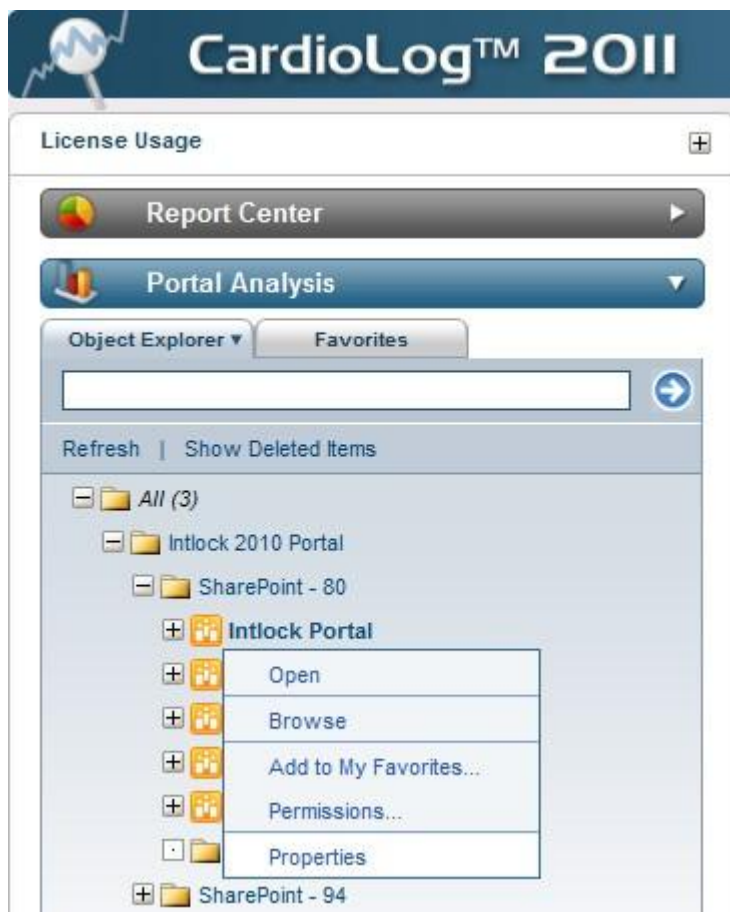 CardioLog™ 2011
License Usage
Report Center
Portal Analysis
Object Explorer Favorites
Refresh | Show Deleted Items
All (3)
Intlock 2010 Portal
SharePoint - 80
Intlock Portal
Open
Browse
Add to My Favorites...
Permissions...
Properties
SharePoint - 94